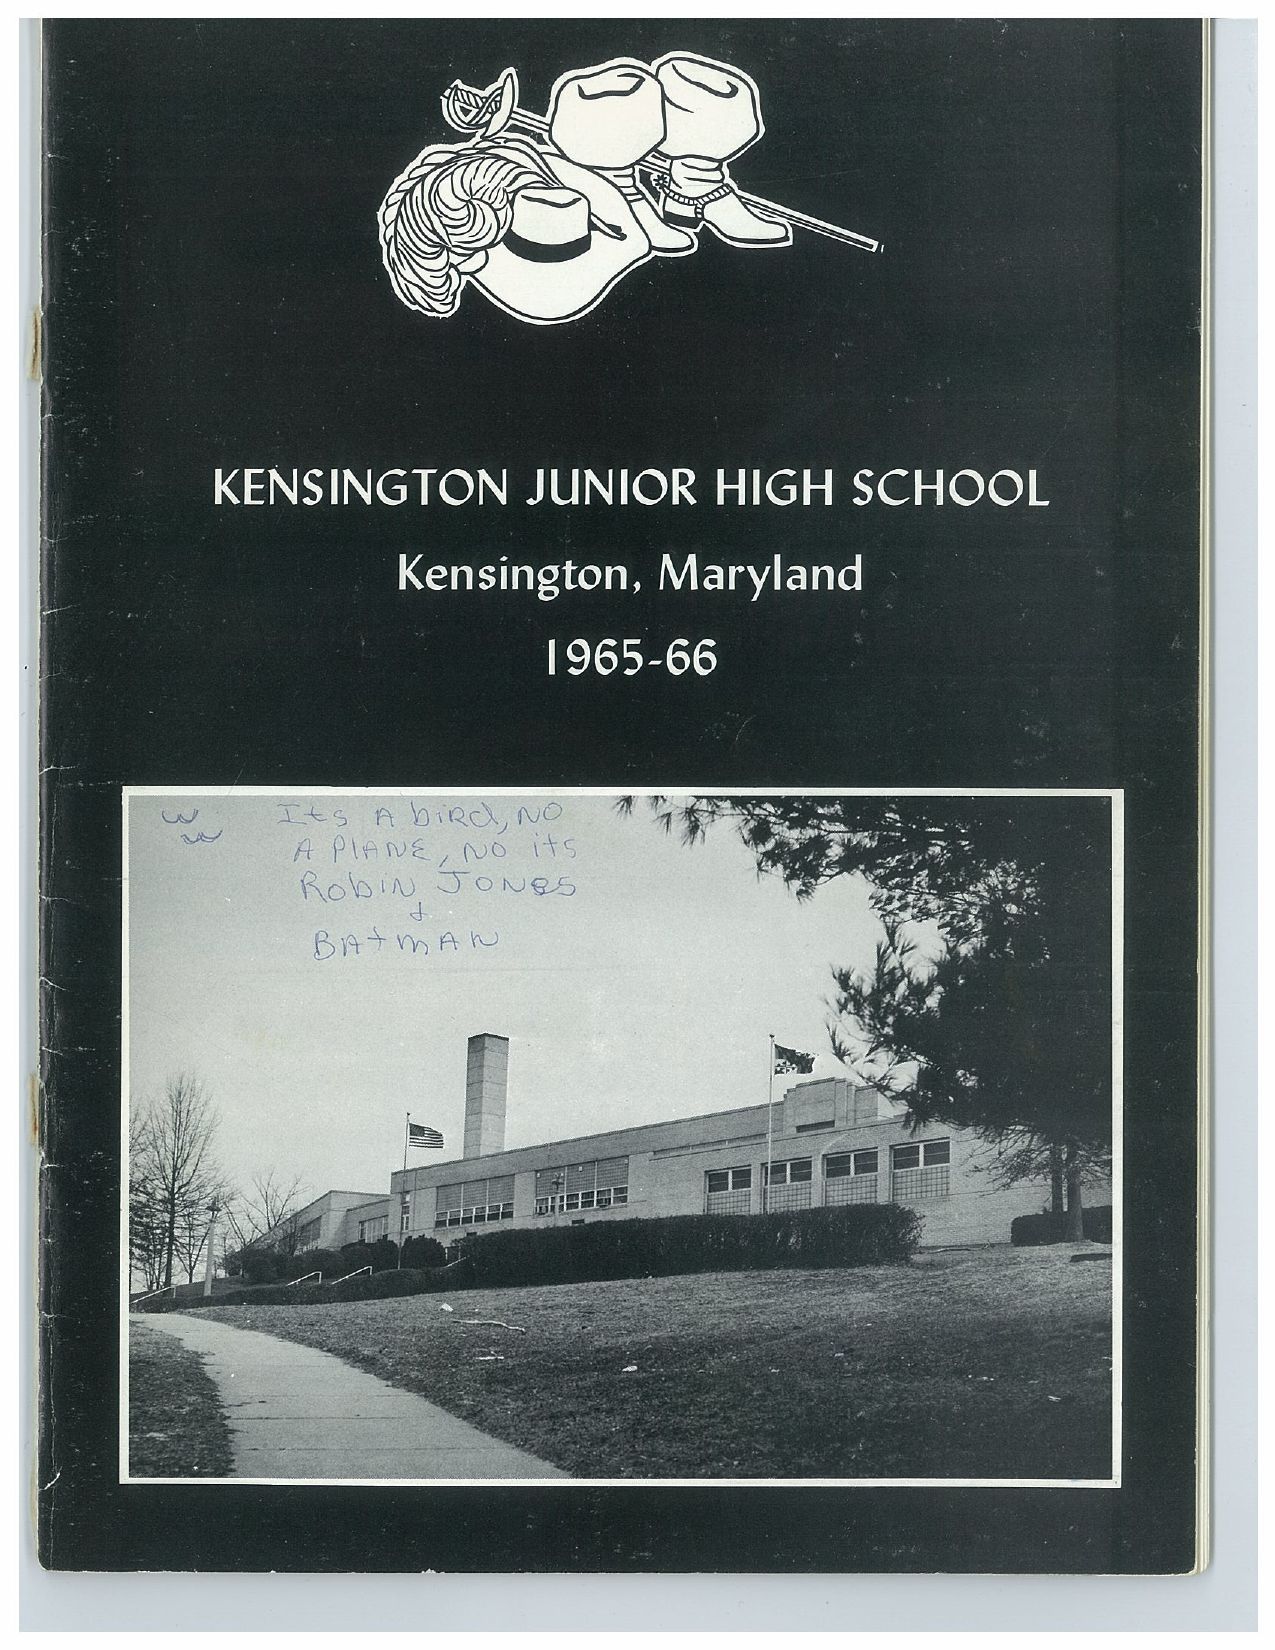 KENSINGTON JUNIOR HIGH SCHOOL
Kensington, Maryland
1965-66
Its A biRd, NO
A PlANE, NO its
RobiN JONes
&
BAtmAN